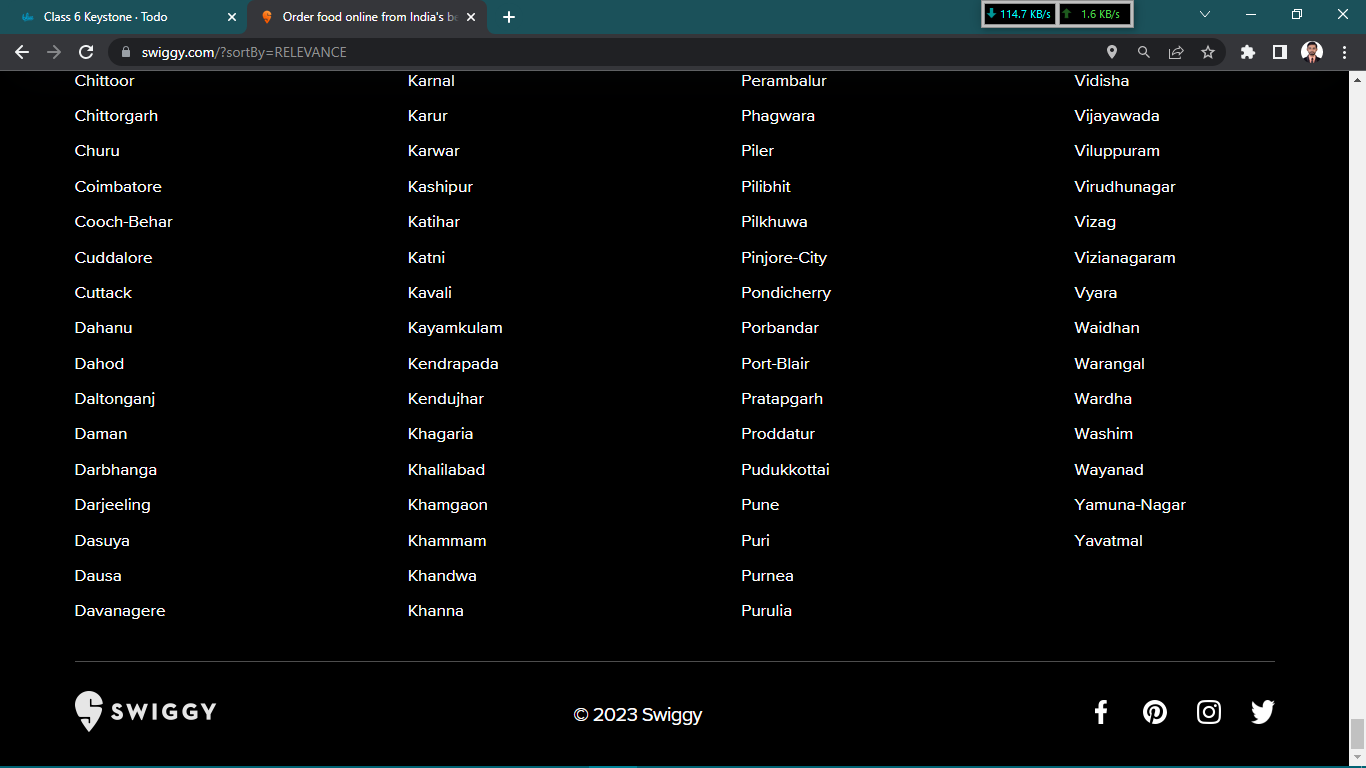 Class 6 Keystone · Todo
Order food online from India's be
114.7 KB/s
1.6 KB/s
swiggy.com/?sortBy=RELEVANCE
Chittoor
Karnal
Perambalur
Vidisha
Chittorgarh
Karur
Phagwara
Vijayawada
Churu
Karwar
Piler
Viluppuram
Coimbatore
Kashipur
Pilibhit
Virudhunagar
Cooch-Behar
Katihar
Pilkhuwa
Vizag
Cuddalore
Katni
Pinjore-City
Vizianagaram
Cuttack
Kavali
Pondicherry
Vyara
Dahanu
Kayamkulam
Porbandar
Waidhan
Dahod
Kendrapada
Port-Blair
Warangal
Daltonganj
Kendujhar
Pratapgarh
Wardha
Daman
Khagaria
Proddatur
Washim
Darbhanga
Khalilabad
Pudukkottai
Wayanad
Darjeeling
Khamgaon
Pune
Yamuna-Nagar
Dasuya
Khammam
Puri
Yavatmal
Dausa
Khandwa
Purnea
Davanagere
Khanna
Purulia
SWIGGY
© 2023 Swiggy